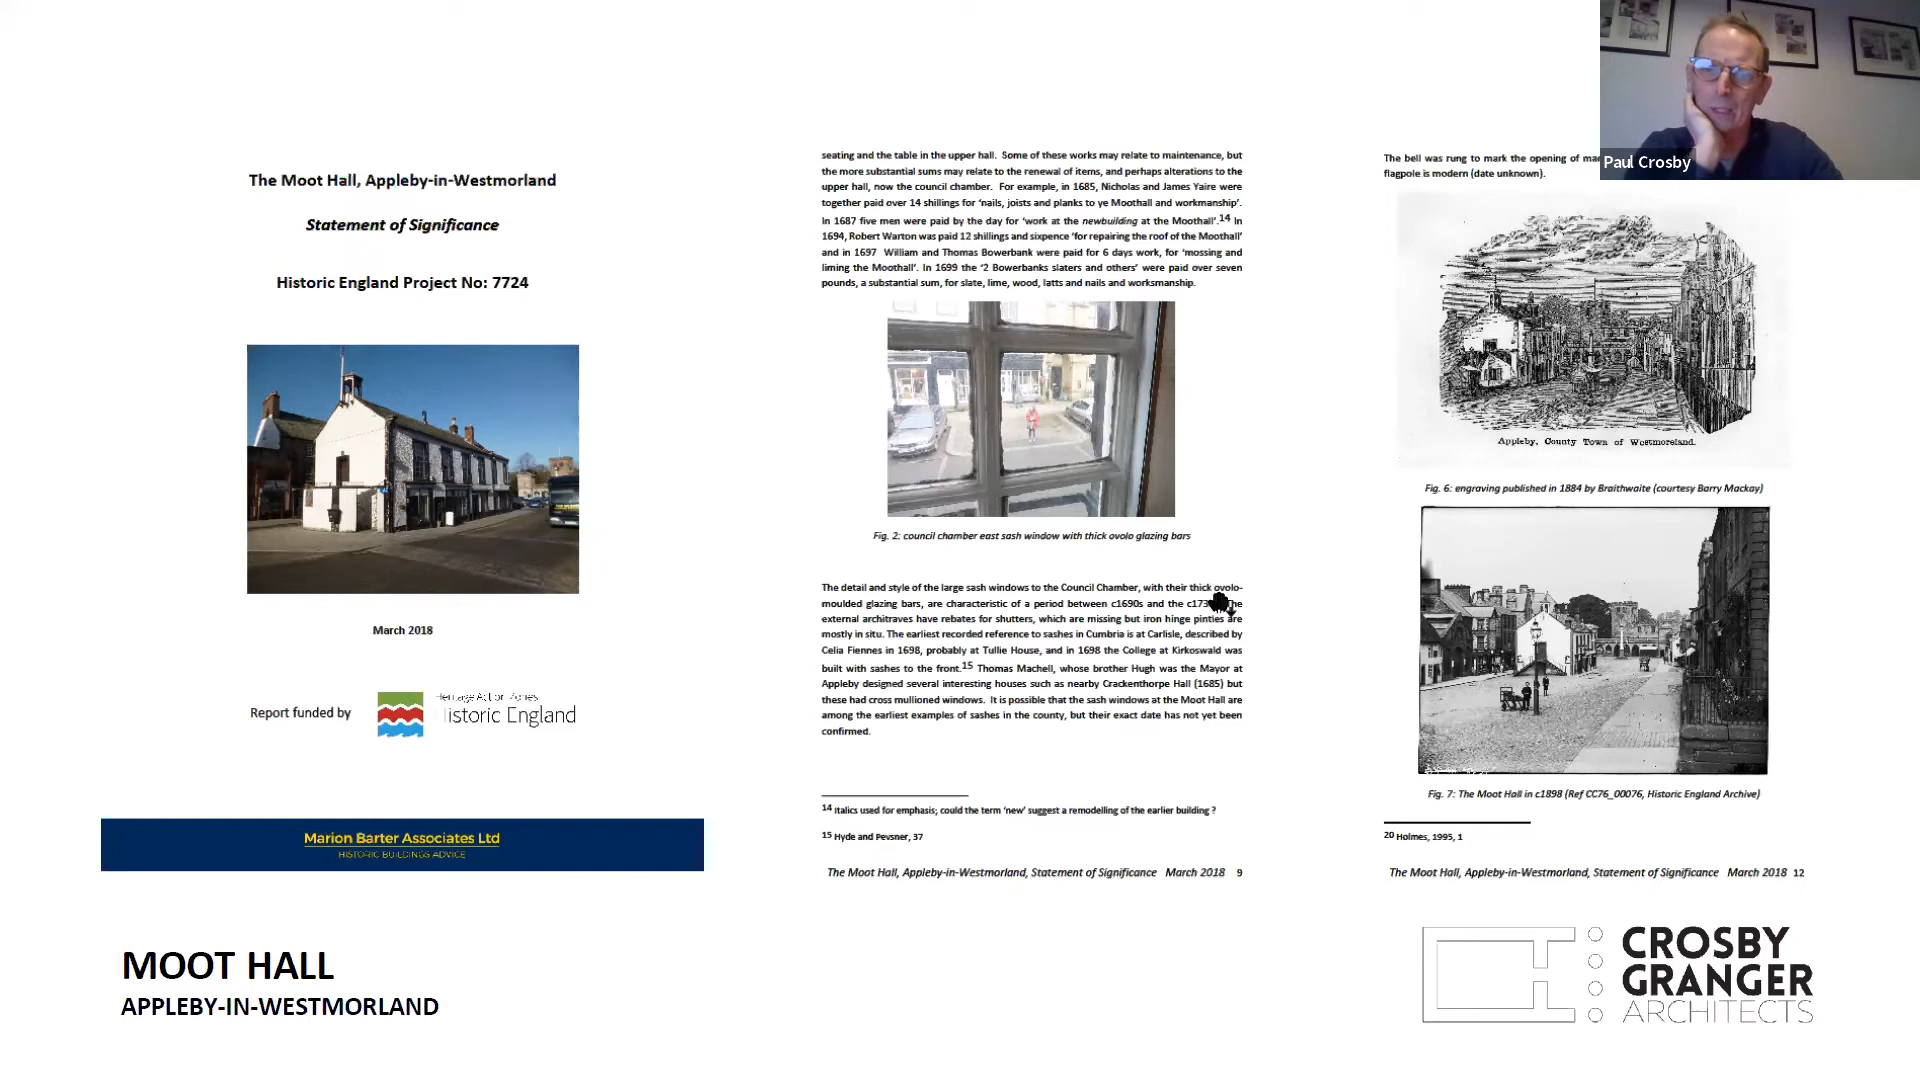 The Moot Hall, Appleby-in-Westmorland
Statement of Significance
Historic England Project No: 7724
March 2018
Report funded by
Heritage Action Zones
Historic England
Marion Barter Associates Ltd
HISTORIC BUILDINGS ADVICE
seating and the table in the upper hall. Some of these works may relate to maintenance, but
the more substantial sums may relate to the renewal of items, and perhaps alterations to the
upper hall, now the council chamber. For example, in 1685, Nicholas and James Yaire were
together paid over 14 shillings for ‘nails, joists and planks to ye Moothall and workmanship’.
In 1687 five men were paid by the day for ‘work at the newbuilding at the Moothall’.14 In
1694, Robert Warton was paid 12 shillings and sixpence ‘for repairing the roof of the Moothall’
and in 1697 William and Thomas Bowerbank were paid for 6 days work, for ‘mossing and
liming the Moothall’. In 1699 the ‘2 Bowerbanks slaters and others’ were paid over seven
pounds, a substantial sum, for slate, lime, wood, latts and nails and worksmanship.
Fig. 2: council chamber east sash window with thick ovolo glazing bars
The detail and style of the large sash windows to the Council Chamber, with their thick ovolo-
moulded glazing bars, are characteristic of a period between c1690s and the
external architraves have rebates for shutters, which are missing but iron hinge pintles are
mostly in situ. The earliest recorded reference to sashes in Cumbria is at Carlisle, described by
Celia Fiennes in 1698, probably at Tullie House, and in 1698 the College at Kirkoswald was
built with sashes to the front.15 Thomas Machell, whose brother Hugh was the Mayor at
Appleby designed several interesting houses such as nearby Crackenthorpe Hall (1685) but
these had cross mullioned windows. It is possible that the sash windows at the Moot Hall are
among the earliest examples of sashes in the county, but their exact date has not yet been
confirmed.
14 Italics used for emphasis; could the term ‘new’ suggest a remodelling of the earlier building ?
15 Hyde and Pevsner, 37
The Moot Hall, Appleby-in-Westmorland, Statement of Significance March 2018 9
The bell was rung to mark the opening of
flagpole is modern (date unknown).
Appleby, County Town of Westmoreland.
Fig. 6: engraving published in 1884 by Braithwaite (courtesy Barry Mackay)
Fig. 7: The Moot Hall in c1898 (Ref CC76_00076, Historic England Archive)
20 Holmes, 1995, 1
The Moot Hall, Appleby-in-Westmorland, Statement of Significance March 2018 12
Paul Crosby
MOOT HALL
APPLEBY-IN-WESTMORLAND
CROSBY
GRANGER
ARCHITECTS